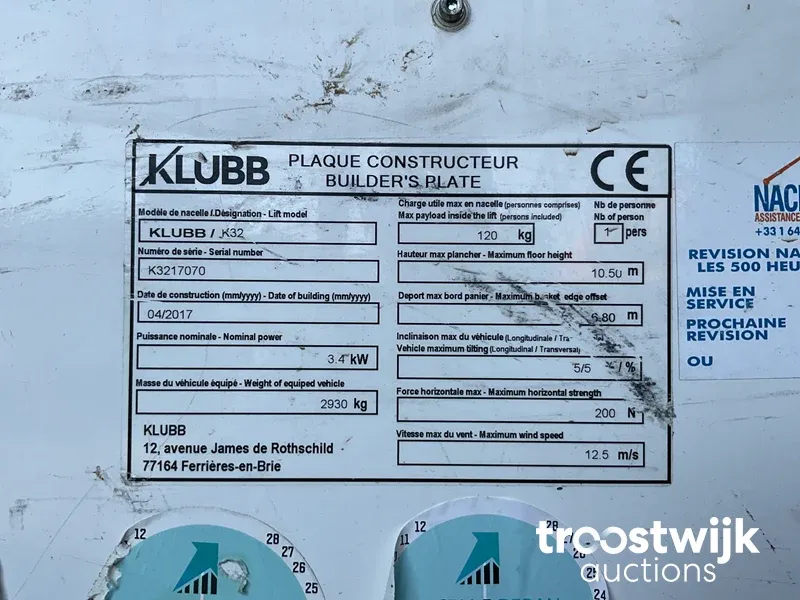 KLUBB
PLAQUE CONSTRUCTEUR
BUILDER'S PLATE
CE
Modèle de nacelle / Désignation - Lift model
KLUBB / K32
Numéro de série - Serial number
K3217070
Date de construction (mm/yyyy) - Date of building (mm/yyyy)
04/2017
Puissance nominale - Nominal power
3.4 kW
Masse du véhicule équipé - Weight of equiped vehicle
2930 kg
KLUBB
12, avenue James de Rothschild
77164 Ferrières-en-Brie
Charge utile max en nacelle (personnes comprises)
Max payload inside the lift (persons included)
120 kg
Nb de personne
Nb of person
1 pers
Hauteur max plancher - Maximum floor height
10.50 m
Deport max bord panier - Maximum basket edge offset
6.80 m
Inclinaison max du véhicule (Longitudinale / Tra
Vehicle maximum tilting (Longitudinal / Transversal)
5/5 % / %
Force horizontale max - Maximum horizontal strength
200 N
Vitesse max du vent - Maximum wind speed
12.5 m/s
NACE
ASSISTANCE
+33 1 64
REVISION NA
LES 500 HEU
MISE EN
SERVICE
PROCHAINE
REVISION
OU
12
28
27
26
25
12
11
28
24
troostwijk
auctions